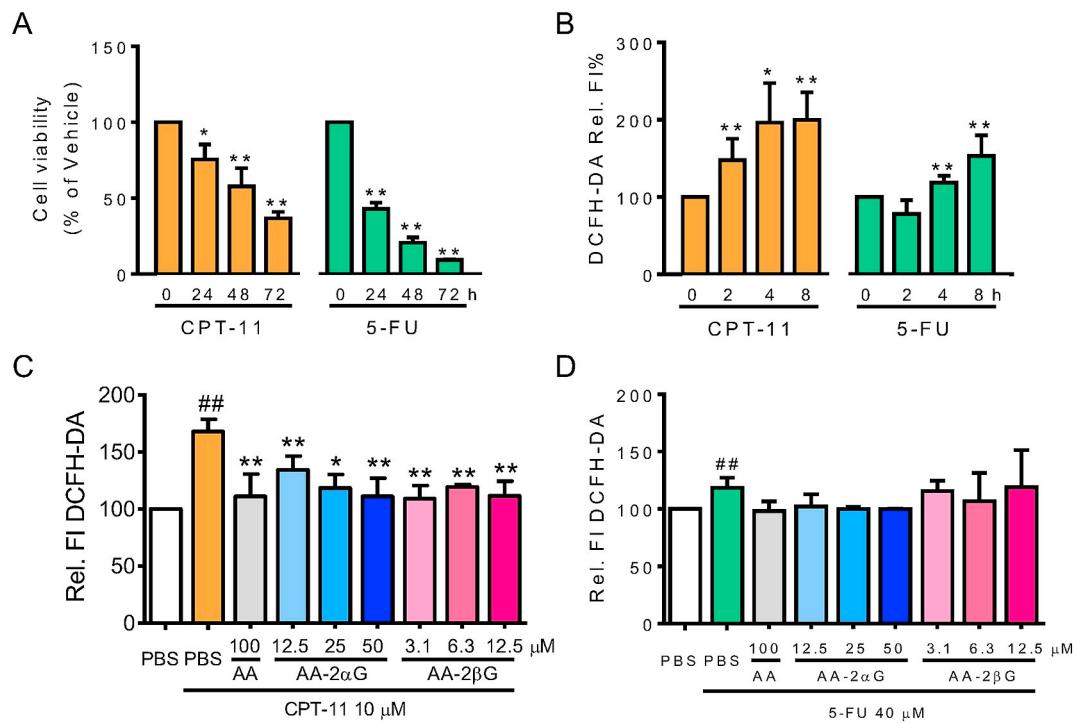 A
Cell viability
(% of Vehicle)
150
100
50
0
* ** ** ** ** **
0 24 48 72 0 24 48 72 h
CPT-11 5-FU
B
DCFH-DA Rel. FI%
300
200
100
0
** * ** ** **
0 2 4 8 0 2 4 8 h
CPT-11 5-FU
C
Rel. FI DCFH-DA
200
150
100
50
0
## ** ** * ** ** ** **
PBS PBS 100 12.5 25 50 3.1 6.3 12.5 μM
AA AA-2αG AA-2βG
CPT-11 10 μM
D
Rel. FI DCFH-DA
200
150
100
50
0
##
PBS PBS 100 12.5 25 50 3.1 6.3 12.5 μM
AA AA-2αG AA-2βG
5-FU 40 μM